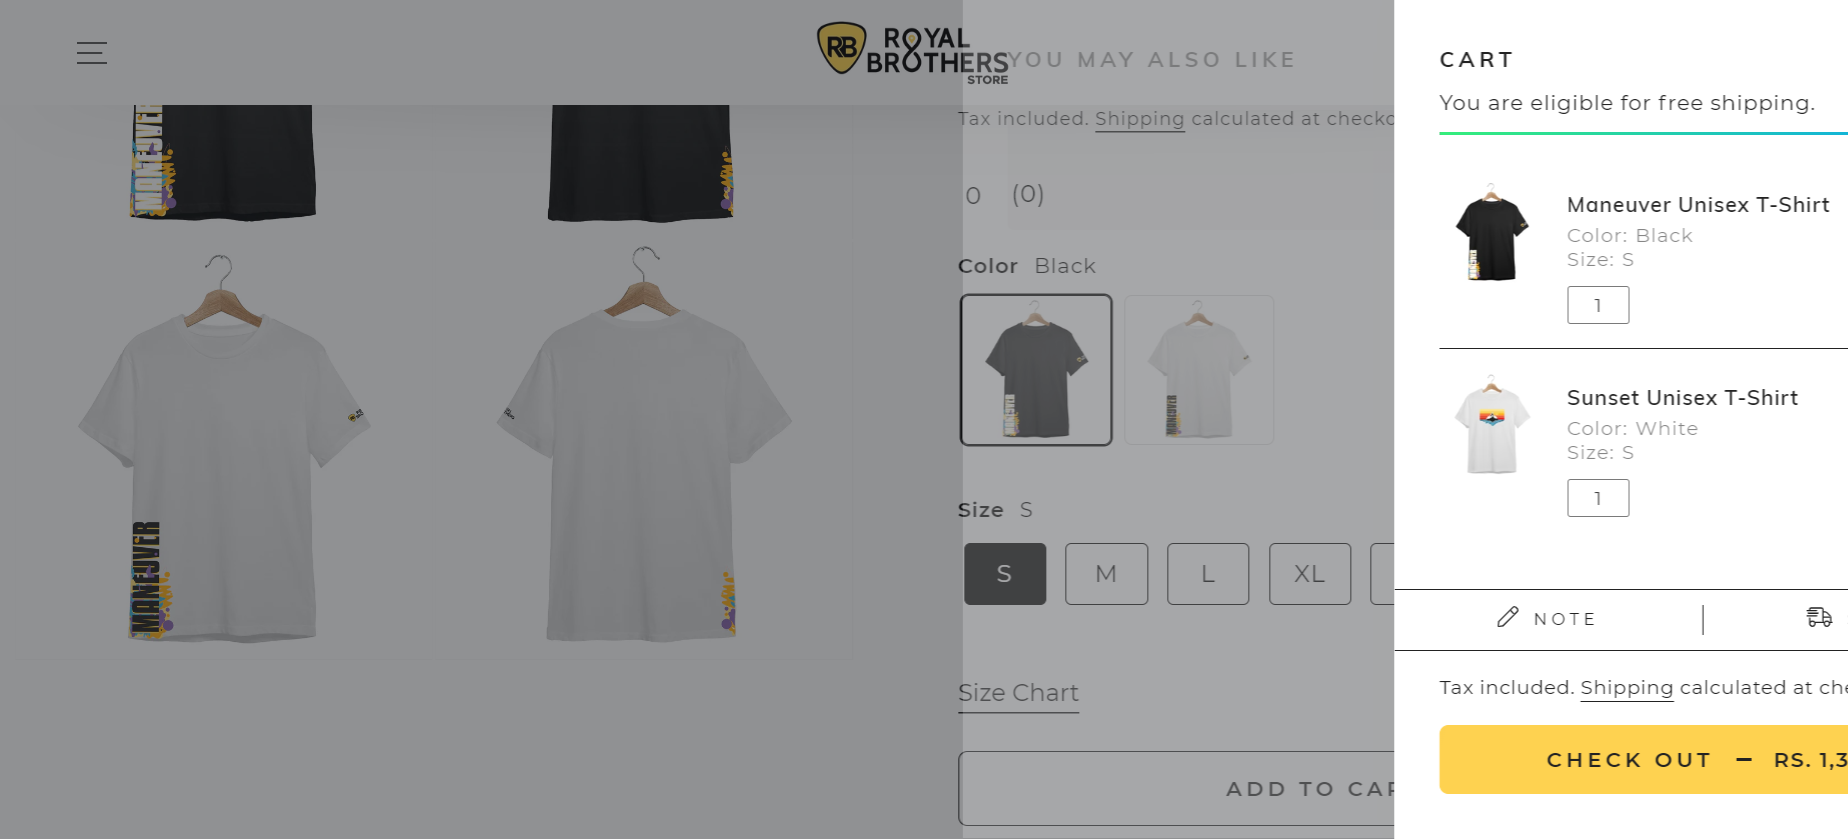 RB ROYAL
BROTHERS
STORE
YOU MAY ALSO LIKE
Tax included. Shipping calculated at checko
0 (0)
Color Black
MANEUVER
MANEUVER
MANEUVER
MANEUVER
Size S
S M L XL
Size Chart
ADD TO CAR
CART
You are eligible for free shipping.
Maneuver Unisex T-Shirt
Color: Black
Size: S
1
Sunset Unisex T-Shirt
Color: White
Size: S
1
NOTE
Tax included. Shipping calculated at che
CHECK OUT – RS. 1,3